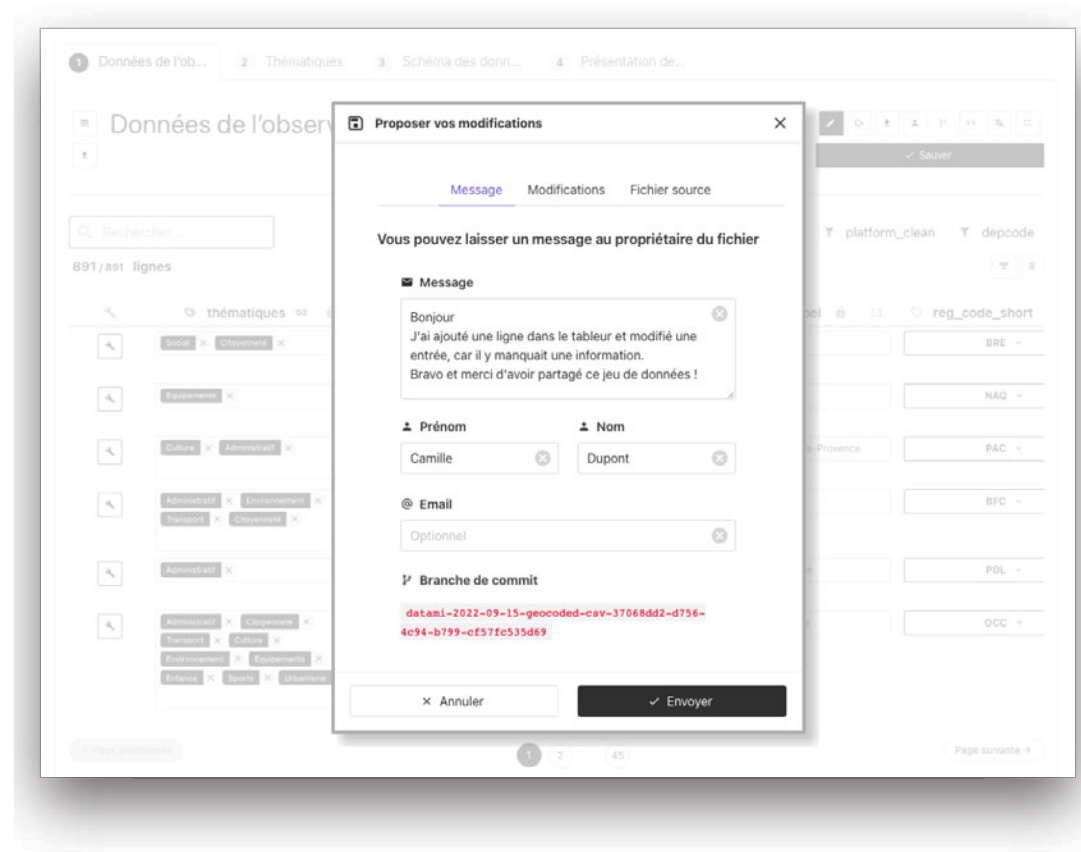 1 Données de l'ob... 2 Thématiques 3 Schéma des donn... 4 Présentation de...
Données de l'observ
Sauver
Proposer vos modifications
Message Modifications Fichier source
Vous pouvez laisser un message au propriétaire du fichier
Message
Bonjour
J'ai ajouté une ligne dans le tableur et modifié une
entrée, car il y manquait une information.
Bravo et merci d'avoir partagé ce jeu de données !
Prénom Nom
Camille Dupont
Email
Optionnel
Branche de commit
datami-2022-09-15-geocoded-csv-37068dd2-d756-
4c94-b799-cf57fc535d69
Annuler Envoyer
Rechercher...
platform_clean depcode
891/891 lignes
thématiques reg_code_short
Social Citoyenneté BRE
Equipements NAQ
Culture Administratif PAC
Administratif Environnement BFC
Transport Citoyenneté
Administratif PDL
Administratif Citoyenneté OCC
Transport Culture
Environnement Equipements
Enfance Sports Urbanisme
Page précédente 1 2 ... 45 Page suivante